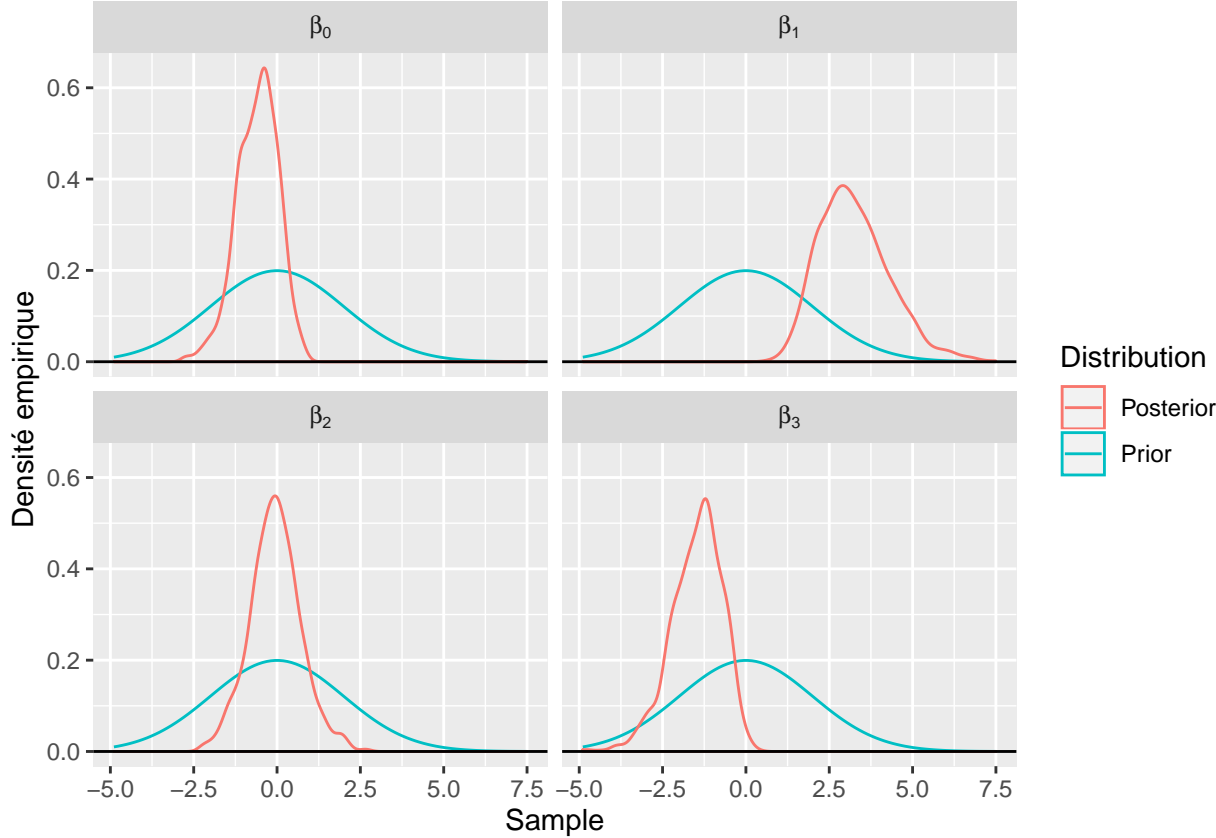 β₀
β₁
0.6
0.4
0.2
0.0
β₂
β₃
0.6
0.4
0.2
0.0
−5.0 −2.5 0.0 2.5 5.0 7.5 −5.0 −2.5 0.0 2.5 5.0 7.5
Sample
Densité empirique
Distribution
Posterior
Prior